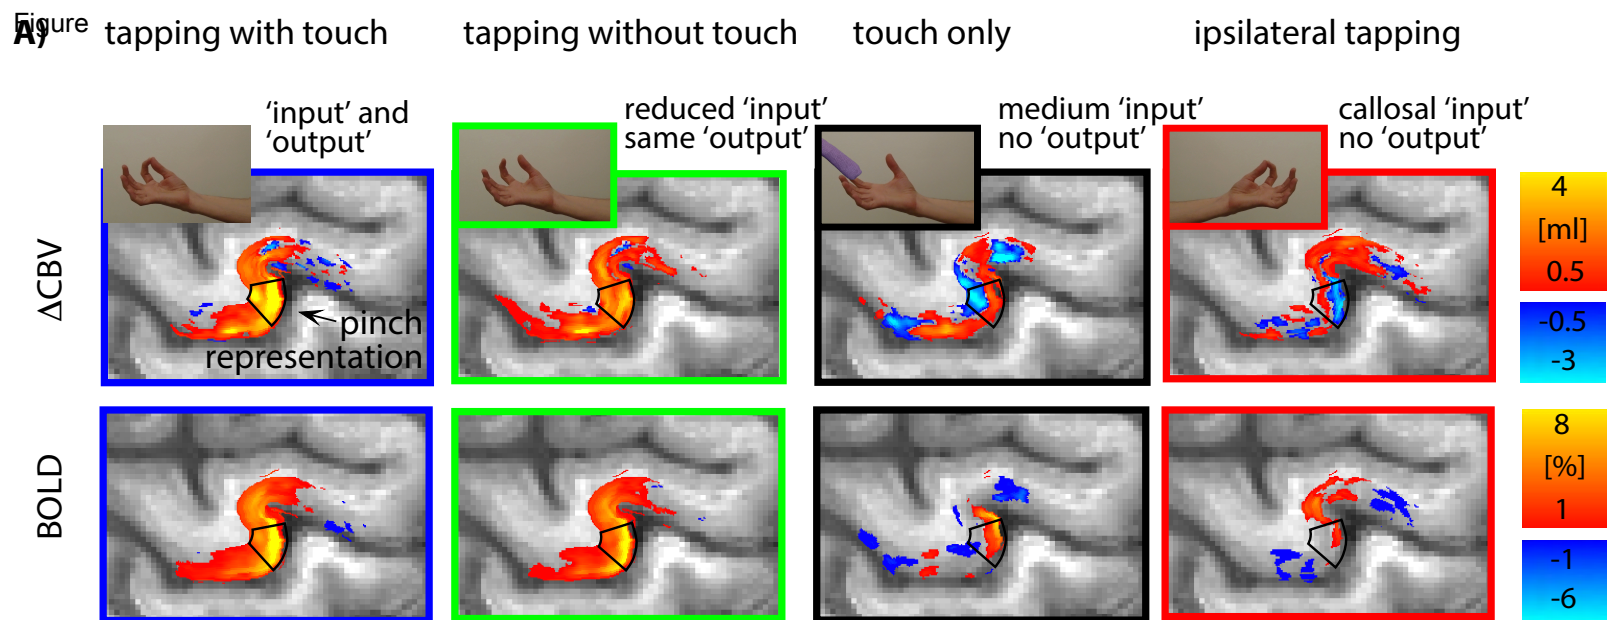 Figure
A)
tapping with touch
tapping without touch
touch only
ipsilateral tapping
‘input’ and
‘output’
reduced ‘input’
same ‘output’
medium ‘input’
no ‘output’
callosal ‘input’
no ‘output’
ΔCBV
pinch
representation
4
[ml]
0.5
-0.5
-3
BOLD
8
[%]
1
-1
-6